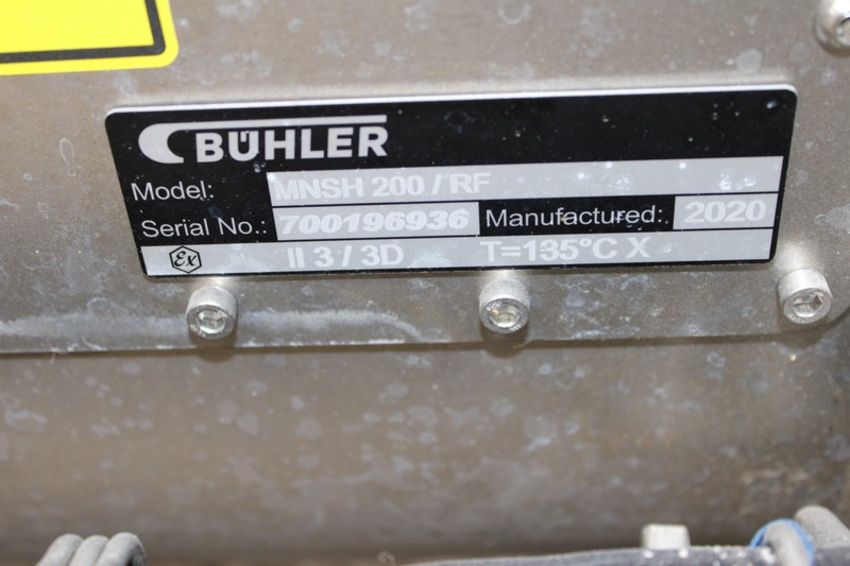 BÜHLER
Model: MNSH 200 / RF
Serial No.: 700196936 Manufactured: 2020
Ex II 3 / 3D T=135°C X